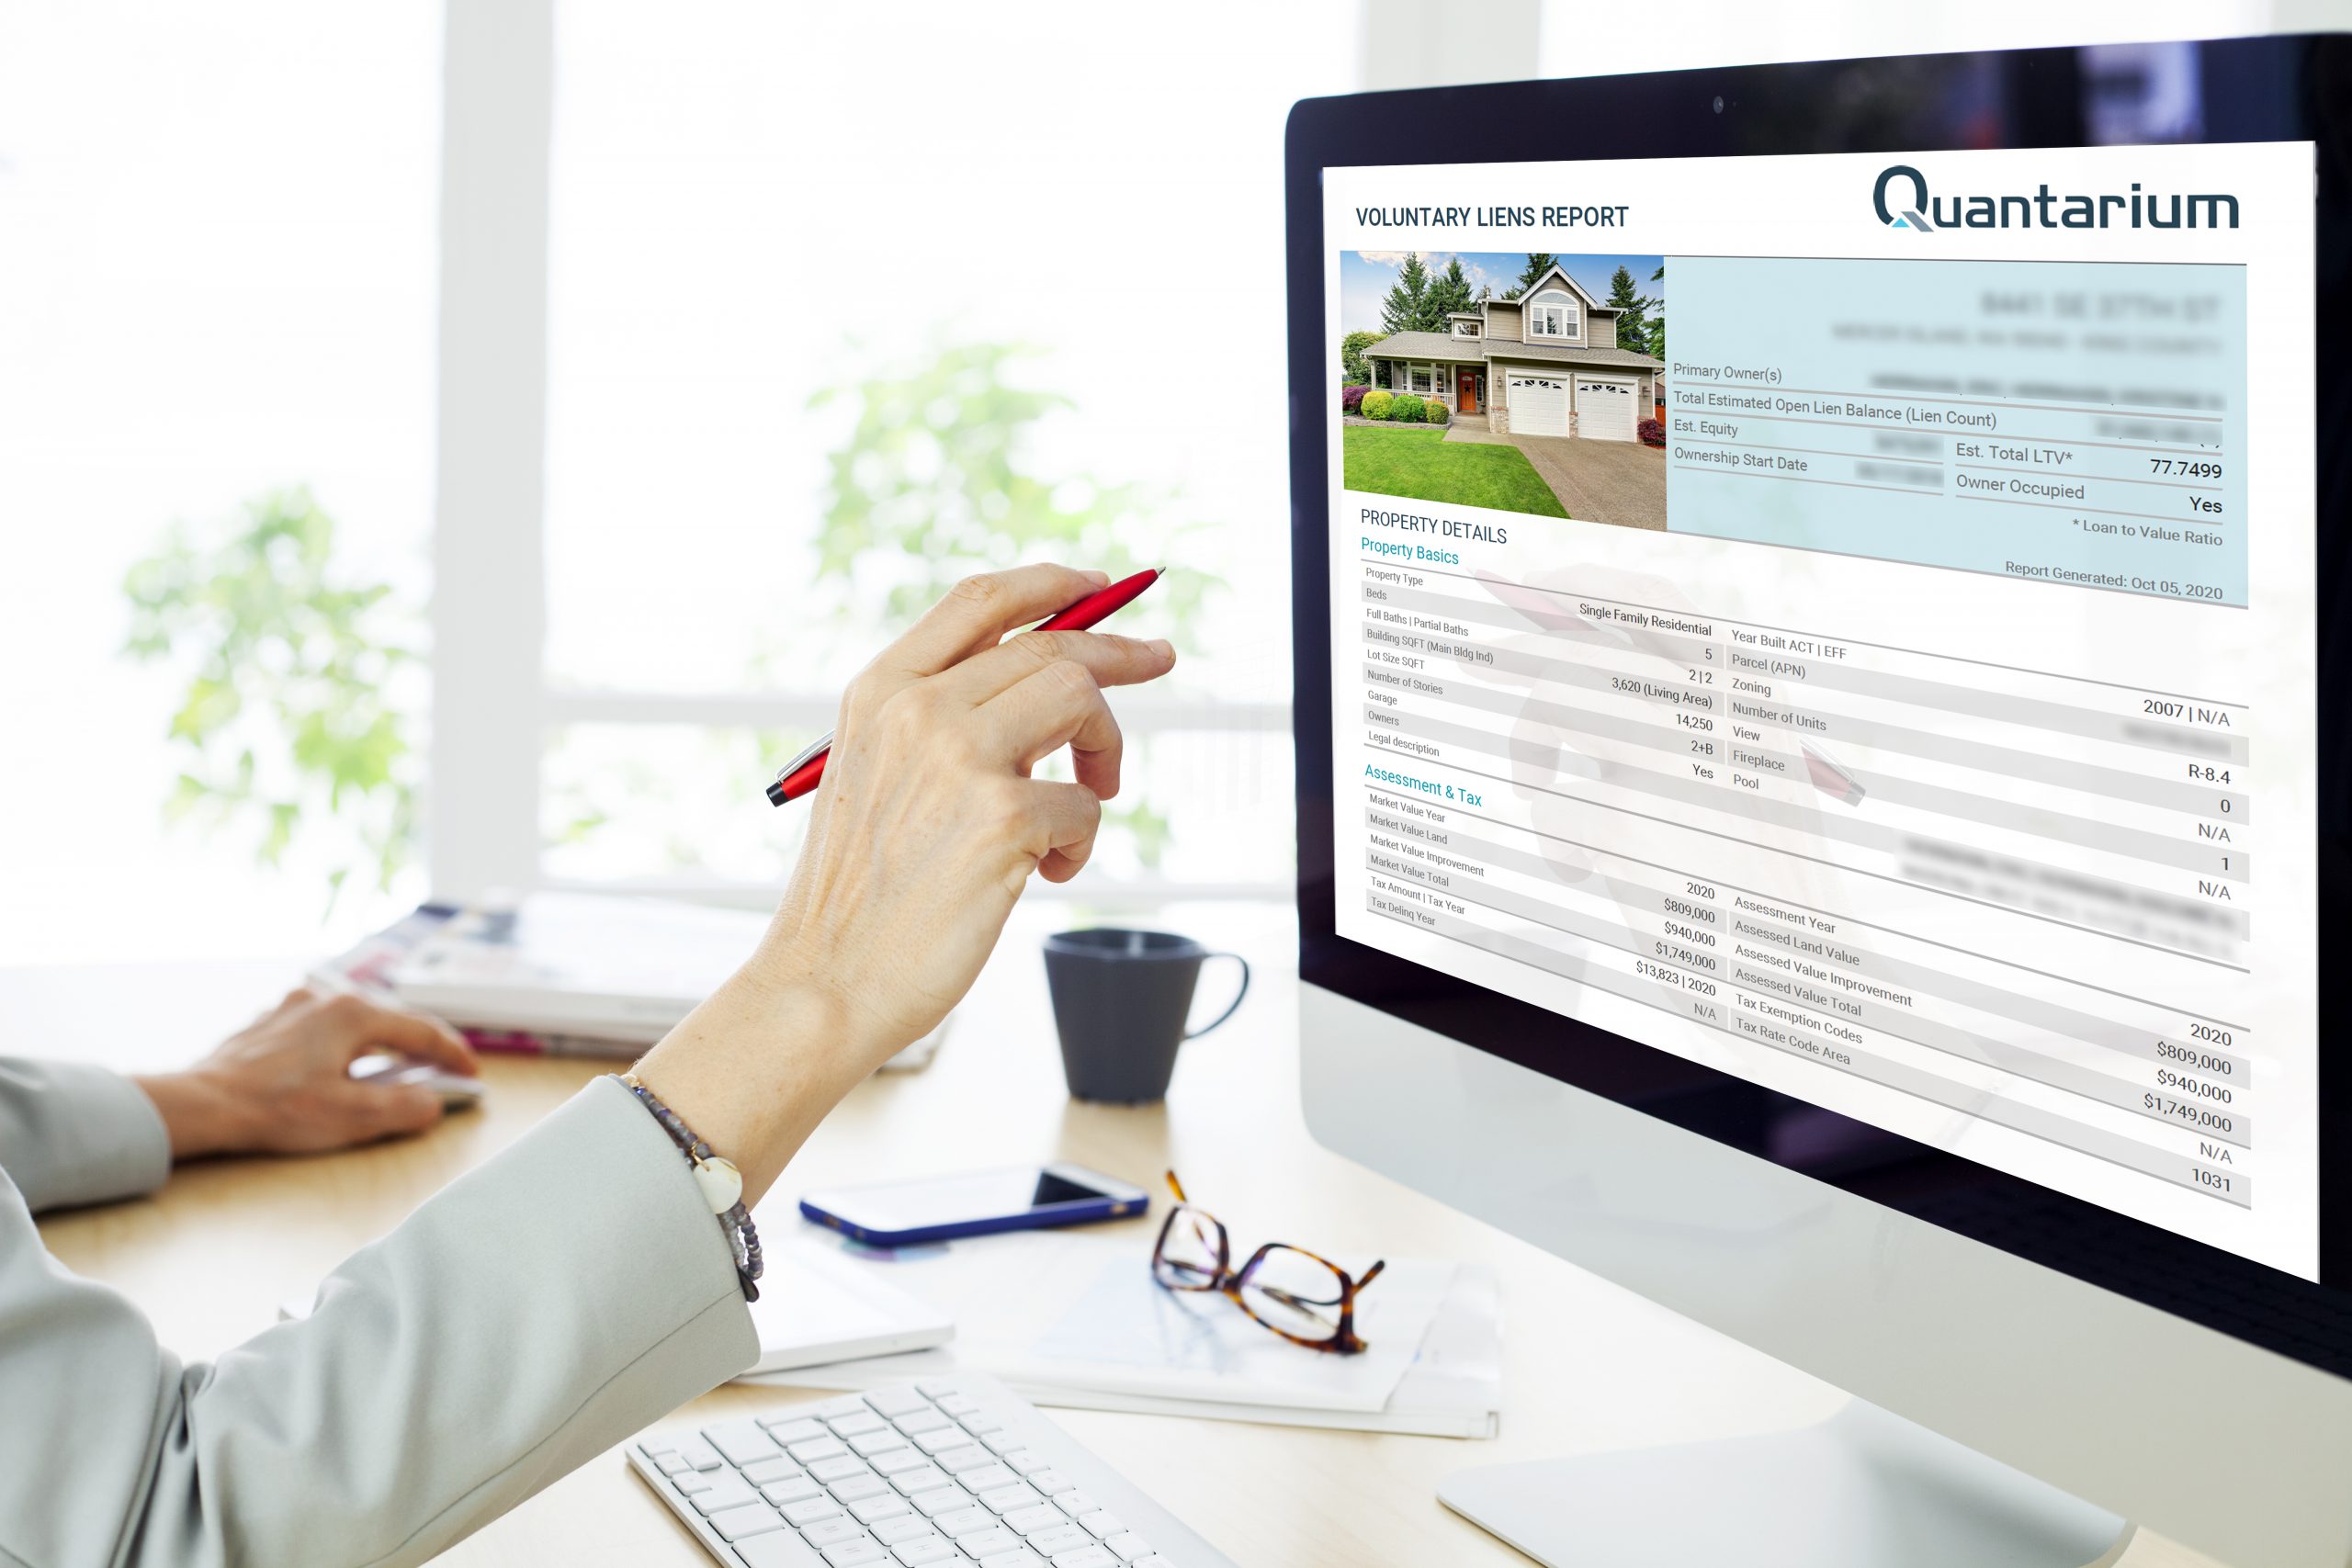 VOLUNTARY LIENS REPORT
Quantarium
Primary Owner(s)
Total Estimated Open Lien Balance (Lien Count)
Est. Equity
Est. Total LTV* 77.7499
Ownership Start Date
Owner Occupied Yes
* Loan to Value Ratio
Report Generated: Oct 05, 2020
PROPERTY DETAILS
Property Basics
Property Type Single Family Residential Year Built ACT | EFF 2007 | N/A
Beds 5 Parcel (APN)
Full Baths | Partial Baths 2 | 2 Zoning R-8.4
Building SQFT (Main Bldg Ind) 3,620 (Living Area) Number of Units 0
Lot Size SQFT 14,250 View N/A
Number of Stories 2+B Fireplace 1
Garage Yes Pool N/A
Owners
Legal description
Assessment & Tax
Market Value Year 2020 Assessment Year 2020
Market Value Land $809,000 Assessed Land Value $809,000
Market Value Improvement $940,000 Assessed Value Improvement $940,000
Market Value Total $1,749,000 Assessed Value Total $1,749,000
Tax Amount | Tax Year $13,823 | 2020 Tax Exemption Codes N/A
Tax Delinq Year N/A Tax Rate Code Area 1031